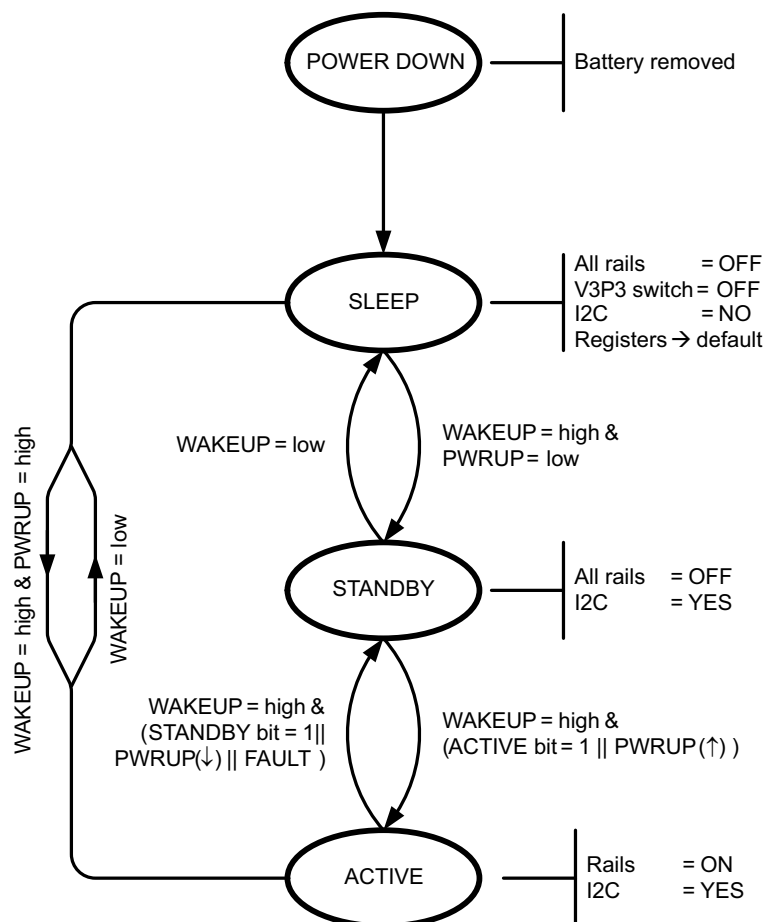 POWER DOWN
Battery removed
SLEEP
All rails = OFF
V3P3 switch = OFF
I2C = NO
Registers → default
WAKEUP = high & PWRUP = high
WAKEUP = low
WAKEUP = low
WAKEUP = high &
PWRUP = low
STANDBY
All rails = OFF
I2C = YES
WAKEUP = high &
(STANDBY bit = 1||
PWRUP(↓) || FAULT )
WAKEUP = high &
(ACTIVE bit = 1 || PWRUP (↑) )
ACTIVE
Rails = ON
I2C = YES